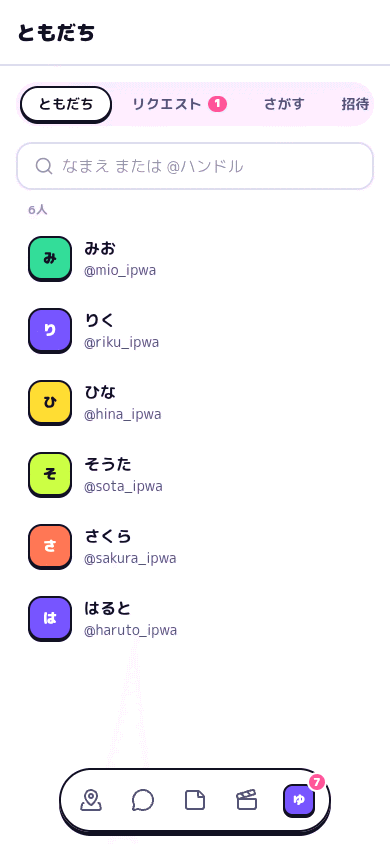 ともだち
ともだち リクエスト 1 さがす 招待
なまえ または @ハンドル
6人
み みお
@mio_ipwa
り りく
@riku_ipwa
ひ ひな
@hina_ipwa
そ そうた
@sota_ipwa
さ さくら
@sakura_ipwa
は はると
@haruto_ipwa
ゆ 7